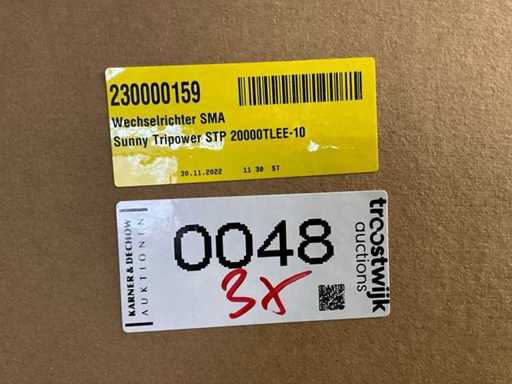 230000159
Wechselrichter SMA
Sunny Tripower STP 20000TLEE-10
30.11.2022 11 30 ST
KARNER & DECHOW
AUKTIONEN
0048
3x
troostwijk
auctions